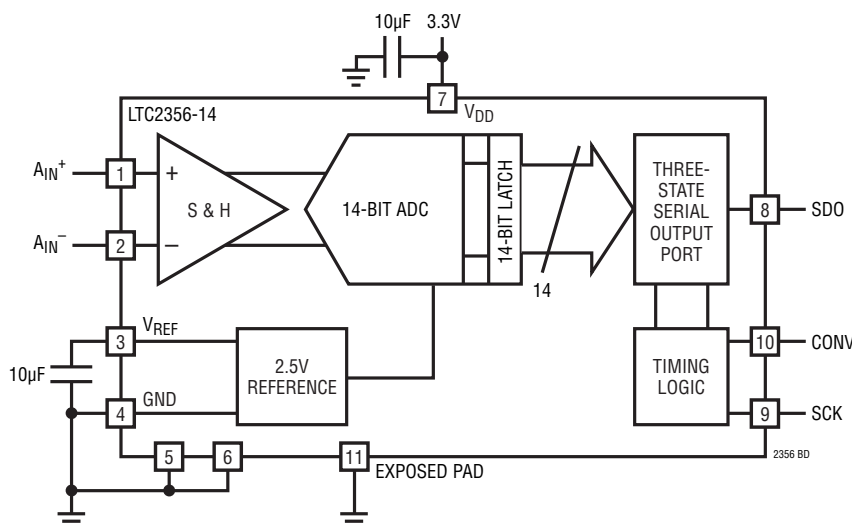 10µF
3.3V
7
VDD
LTC2356-14
AIN+
1
+
S & H
AIN–
2
–
14-BIT ADC
14-BIT LATCH
14
THREE-
STATE
SERIAL
OUTPUT
PORT
8
SDO
3
VREF
10µF
4
GND
2.5V
REFERENCE
TIMING
LOGIC
10
CONV
9
SCK
5
6
11
EXPOSED PAD
2356 BD